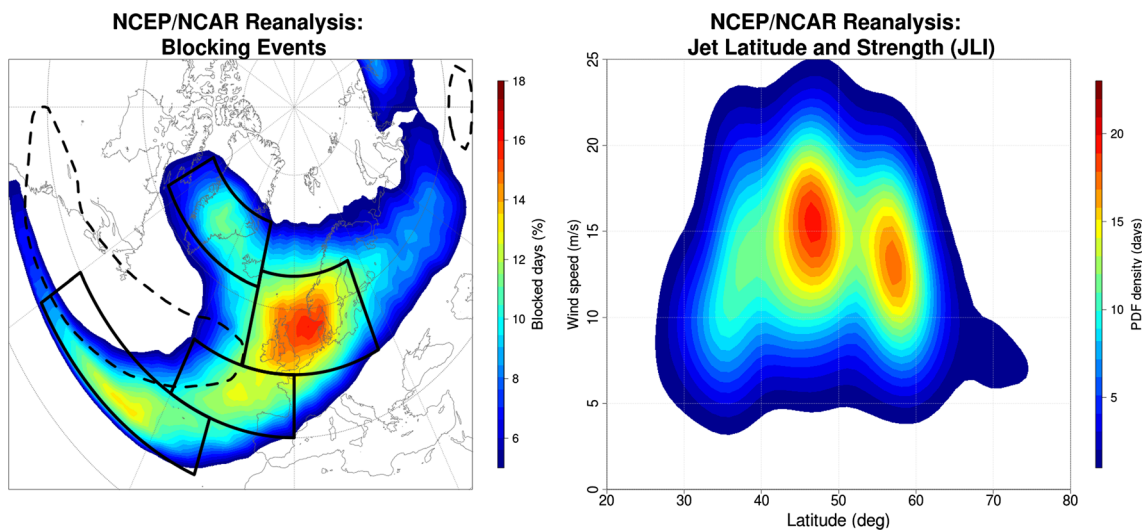 NCEP/NCAR Reanalysis:
Blocking Events
18
16
14
12
10
8
6
Blocked days (%)
NCEP/NCAR Reanalysis:
Jet Latitude and Strength (JLI)
25
20
15
10
5
0
Wind speed (m/s)
20 30 40 50 60 70 80
Latitude (deg)
20
15
10
5
PDF density (days)